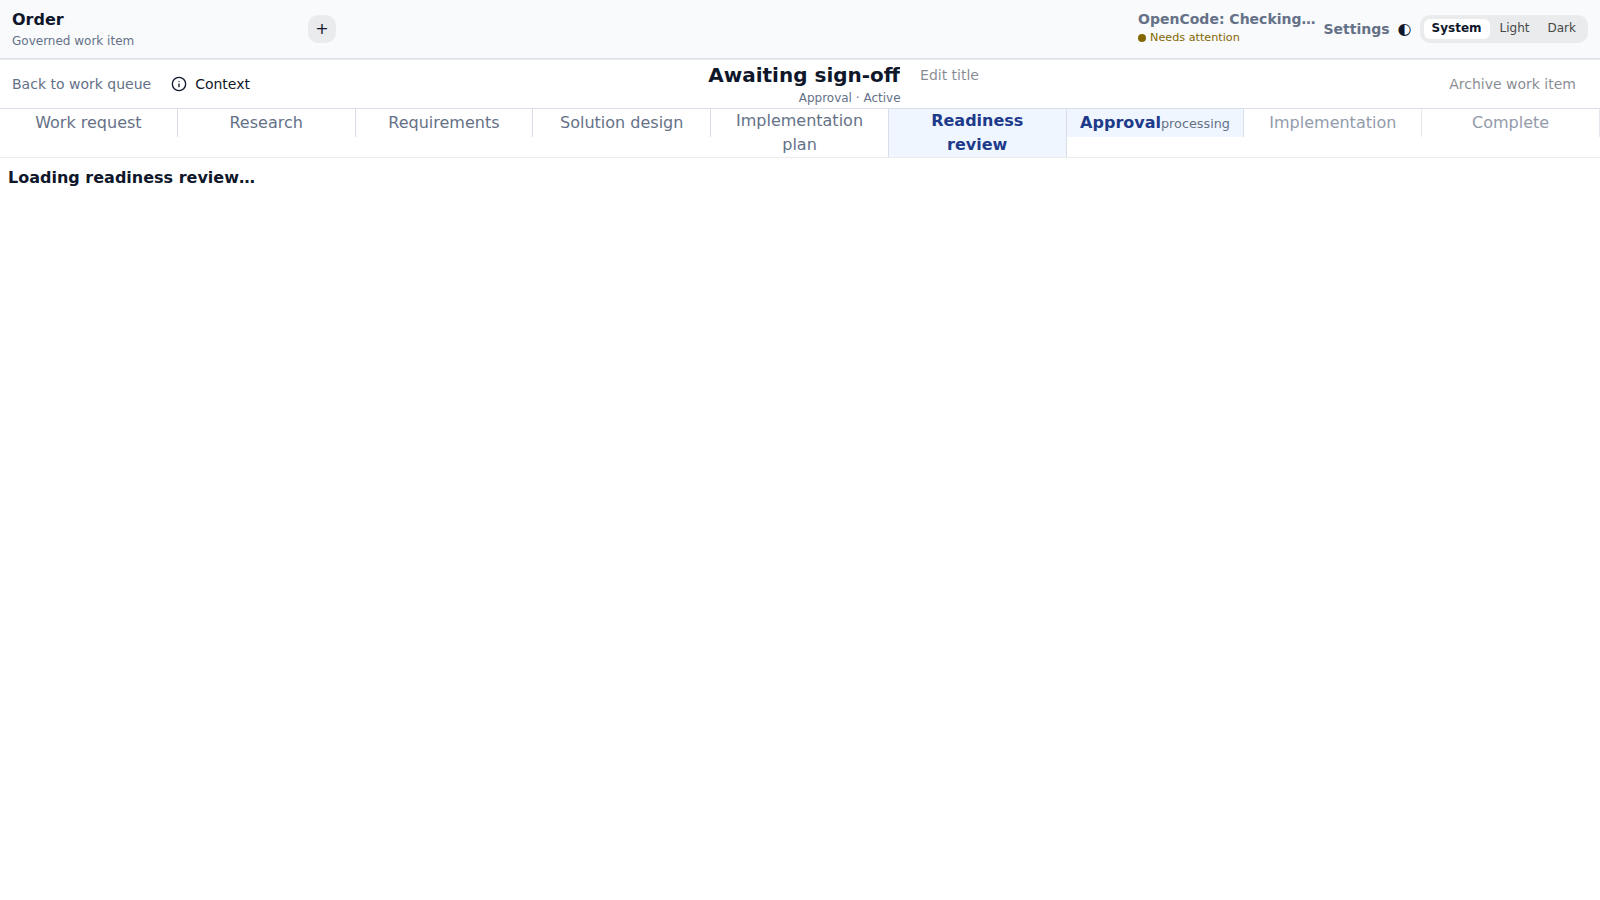 Order
Governed work item
+
OpenCode: Checking…
Needs attention
Settings
System Light Dark
Back to work queue
Context
Awaiting sign-off
Edit title
Approval · Active
Archive work item
Work request
Research
Requirements
Solution design
Implementation
plan
Readiness
review
Approval processing
Implementation
Complete
Loading readiness review…